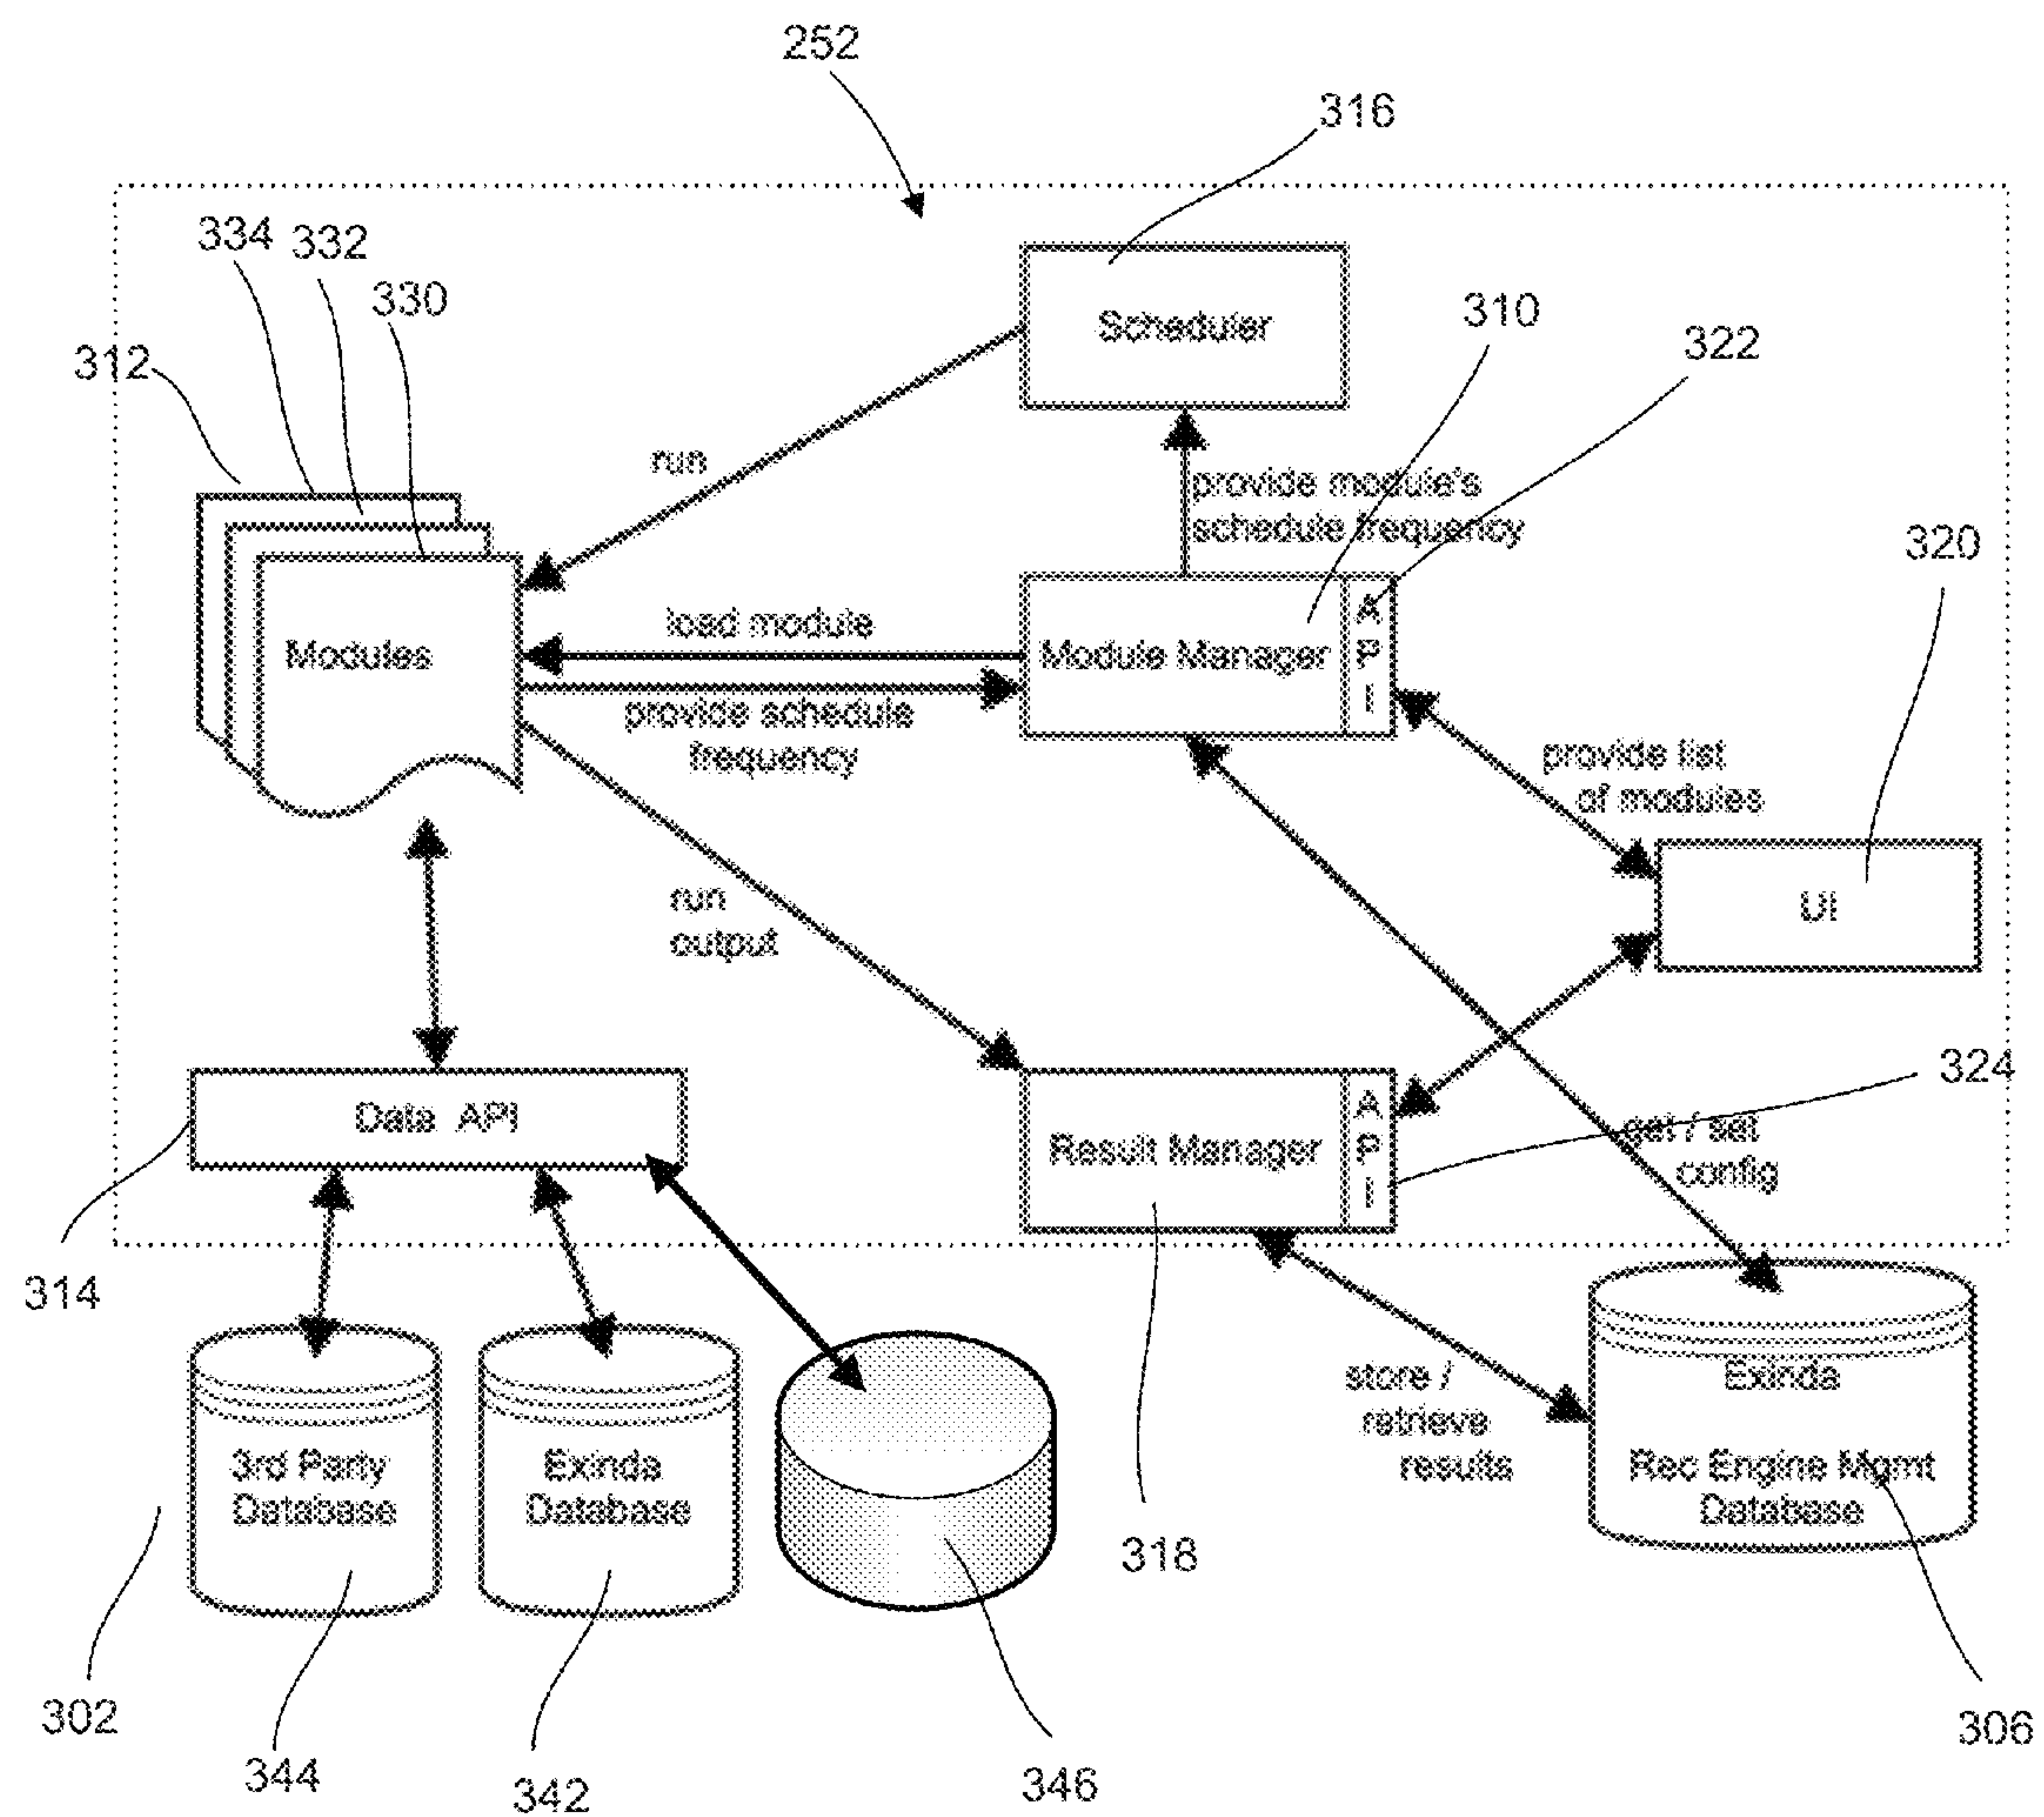 252
316
334 332
330
310
322
312
Scheduler
run
provide module's
schedule frequency
320
load module
Modules
Module Manager
A
P
I
provide schedule
frequency
provide list
of modules
run
output
UI
324
Data API
Result Manager
A
P
I
get / set
config
314
Exinda
Rec Engine Mgmt
Database
store /
retrieve
results
3rd Party
Database
Exinda
Database
318
302
344
342
346
306